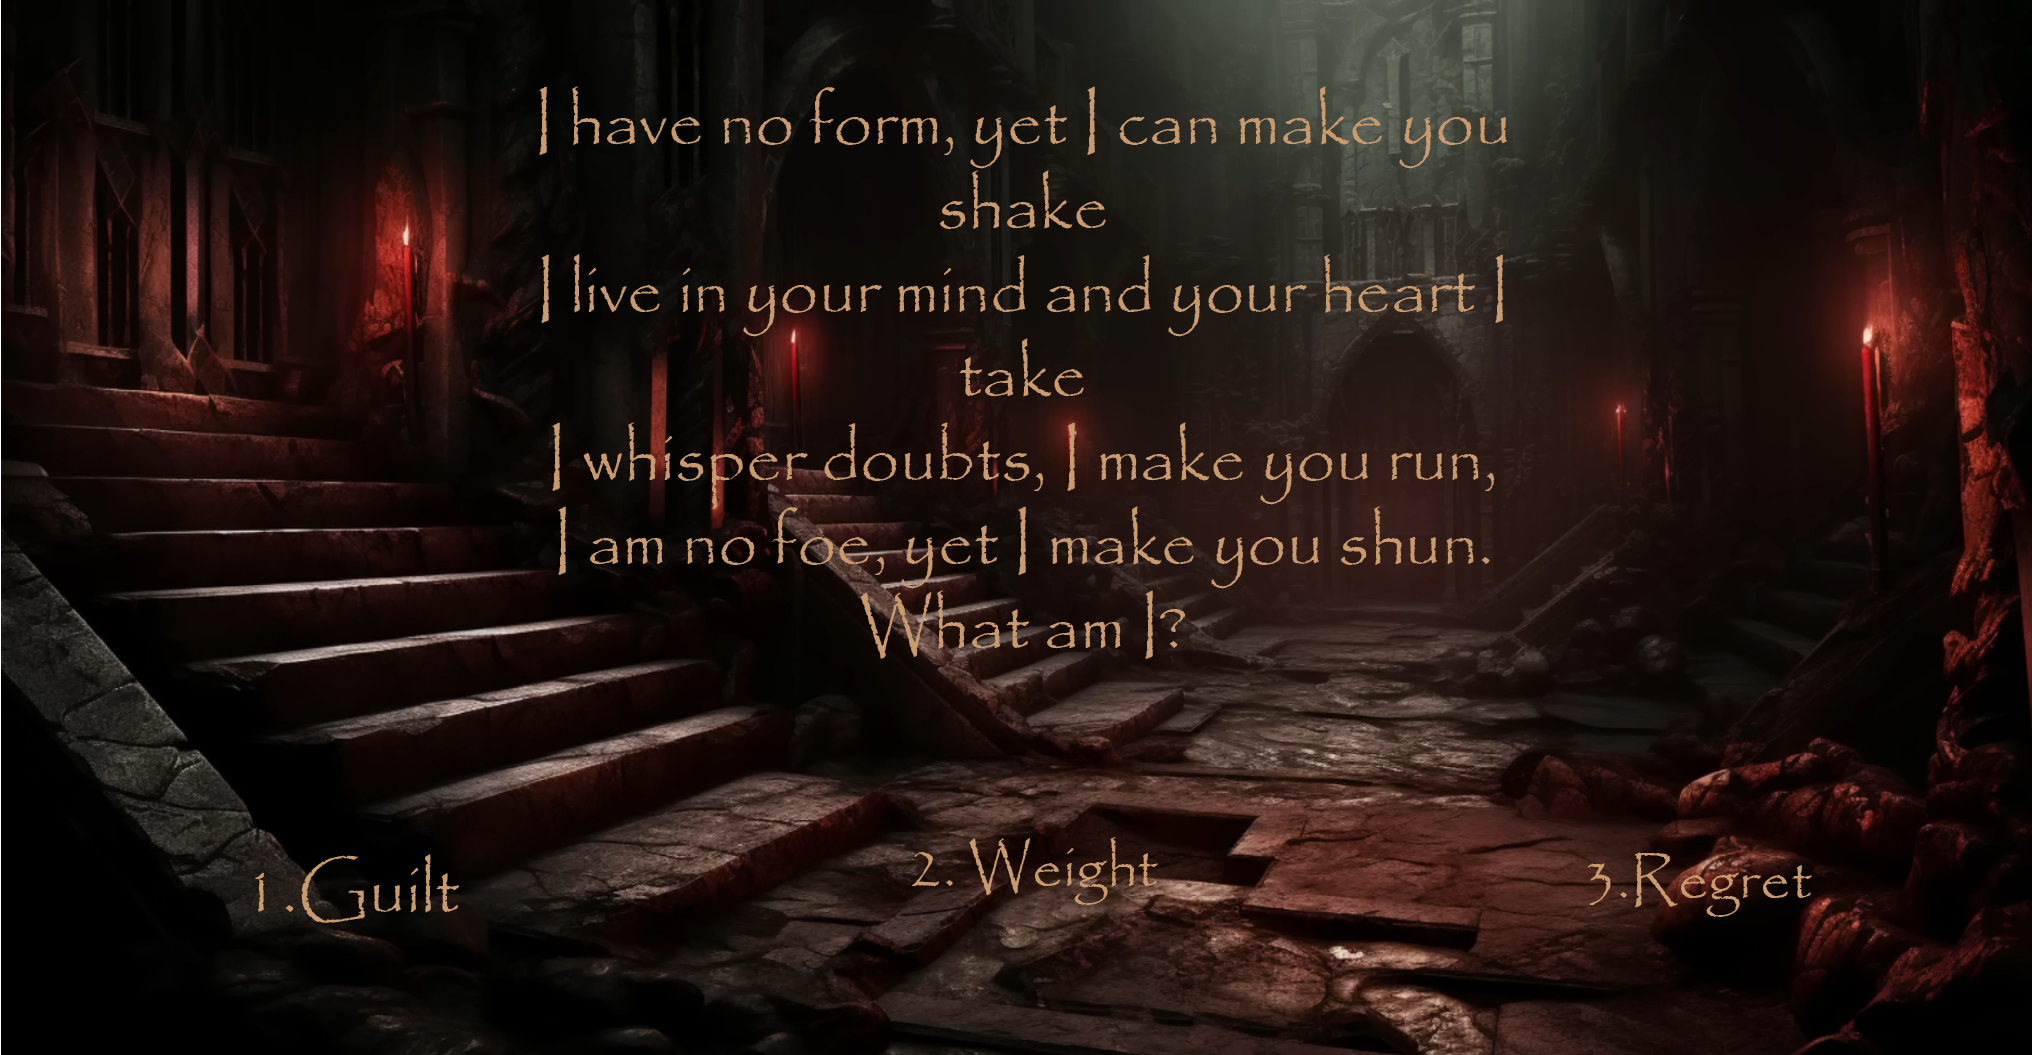 I have no form, yet I can make you
shake
I live in your mind and your heart I
take
I whisper doubts, I make you run,
I am no foe, yet I make you shun.
What am I?
1.Guilt
2. Weight
3.Regret